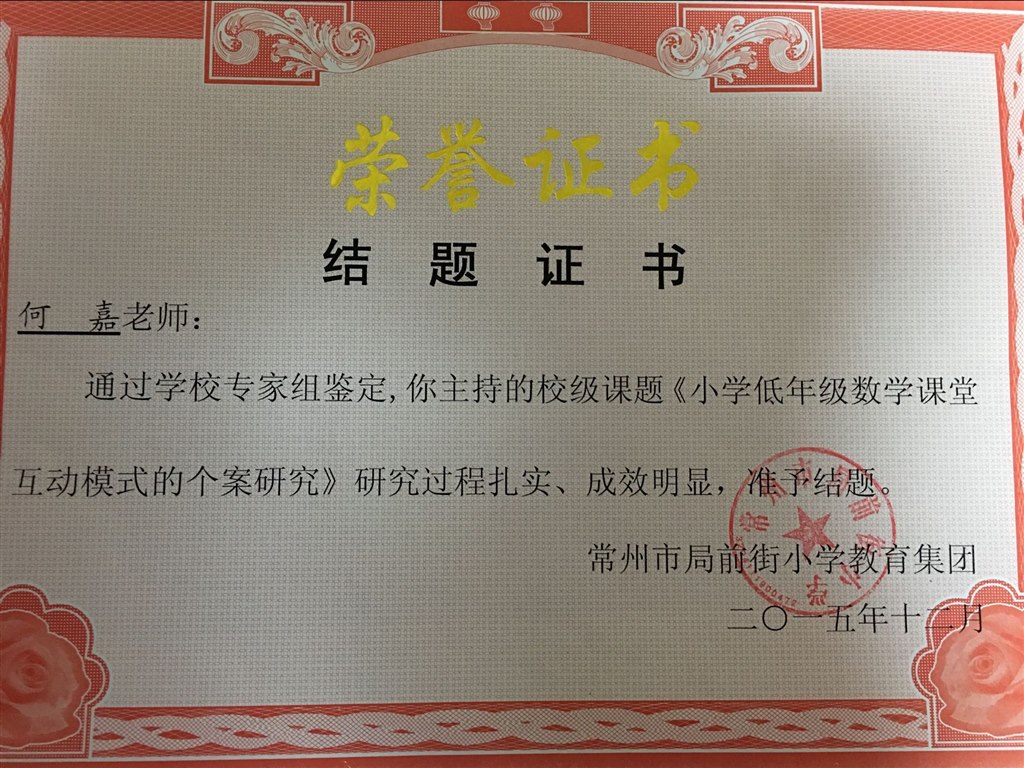 荣誉证书
结 题 证 书
何 嘉老师：
通过学校专家组鉴定,你主持的校级课题《小学低年级数学课堂
互动模式的个案研究》研究过程扎实、成效明显，准予结题。
常州市局前街小学教育集团
二〇一五年十二月